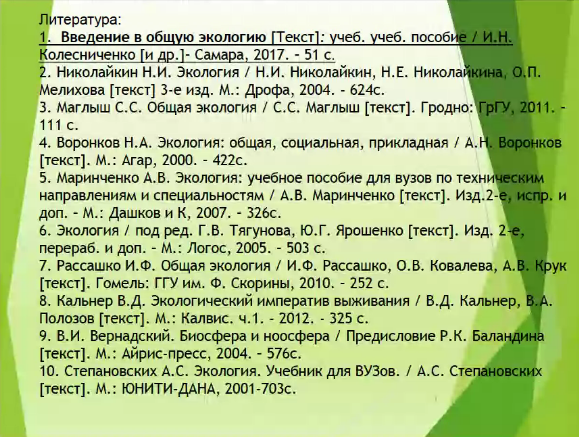 Литература:
1. Введение в общую экологию [Текст]: учеб. учеб. пособие / И.Н.
Колесниченко [и др.]- Самара, 2017. - 51 с.
2. Николайкин Н.И. Экология / Н.И. Николайкин, Н.Е. Николайкина, О.П.
Мелихова [текст] 3-е изд. М.: Дрофа, 2004. - 624с.
3. Маглыш С.С. Общая экология / С.С. Маглыш [текст]. Гродно: ГрГУ, 2011. -
111 с.
4. Воронков Н.А. Экология: общая, социальная, прикладная / А.Н. Воронков
[текст]. М.: Агар, 2000. - 422с.
5. Маринченко А.В. Экология: учебное пособие для вузов по техническим
направлениям и специальностям / А.В. Маринченко [текст]. Изд.2-е, испр. и
доп. - М.: Дашков и К, 2007. - 326с.
6. Экология / под ред. Г.В. Тягунова, Ю.Г. Ярошенко [текст]. Изд. 2-е,
перераб. и доп. - М.: Логос, 2005. - 503 с.
7. Рассашко И.Ф. Общая экология / И.Ф. Рассашко, О.В. Ковалева, А.В. Крук
[текст]. Гомель: ГГУ им. Ф. Скорины, 2010. - 252 с.
8. Кальнер В.Д. Экологический императив выживания / В.Д. Кальнер, В.А.
Полозов [текст]. М.: Калвис. ч.1. - 2012. - 325 с.
9. В.И. Вернадский. Биосфера и ноосфера / Предисловие Р.К. Баландина
[текст]. М.: Айрис-пресс, 2004. - 576с.
10. Степановских А.С. Экология. Учебник для ВУЗов. / А.С. Степановских
[текст]. М.: ЮНИТИ-ДАНА, 2001-703с.